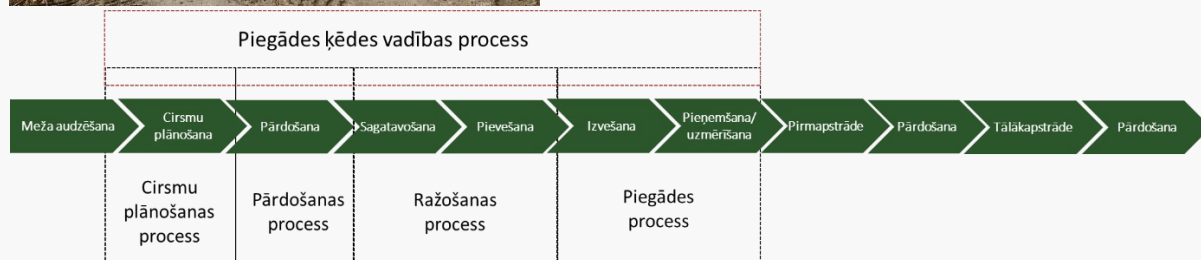 Piegādes ķēdes vadības process
Meža audzēšana
Cirsmu
plānošana
Pārdošana
Sagatavošana
Pievešana
Izvešana
Pieņemšana/
uzmērīšana
Pirmapstrāde
Pārdošana
Tālākapstrāde
Pārdošana
Cirsmu
plānošanas
process
Pārdošanas
process
Ražošanas
process
Piegādes
process